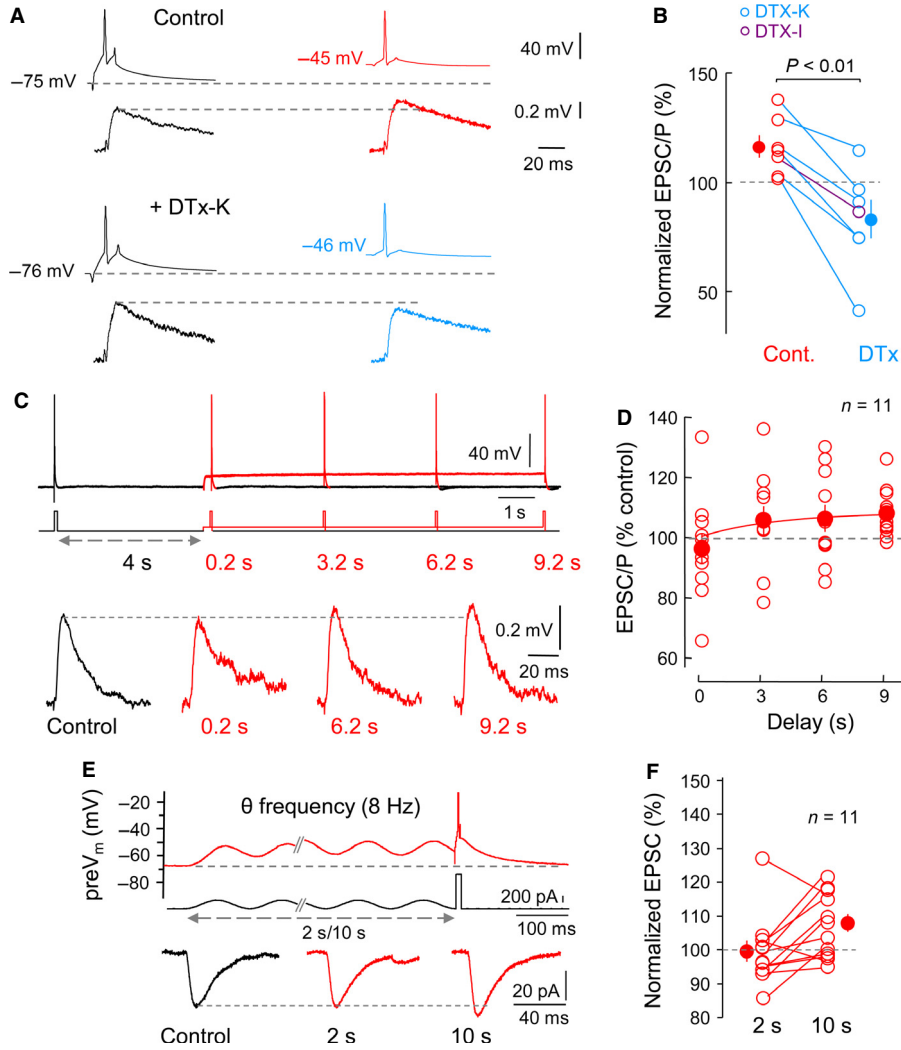 A
Control
−75 mV
−45 mV
40 mV
0.2 mV
20 ms
+ DTx-K
−76 mV
−46 mV
B
DTX-K
DTX-I
P < 0.01
Normalized EPSC/P (%)
150
100
50
Cont.
DTx
C
40 mV
1 s
4 s
0.2 s
3.2 s
6.2 s
9.2 s
0.2 mV
20 ms
Control
0.2 s
6.2 s
9.2 s
D
n = 11
EPSC/P (% control)
140
120
100
80
60
0
3
6
9
Delay (s)
E
θ frequency (8 Hz)
preVm (mV)
−20
−40
−60
−80
200 pA
100 ms
2 s/10 s
20 pA
40 ms
Control
2 s
10 s
F
n = 11
Normalized EPSC (%)
150
140
130
120
110
100
90
80
2 s
10 s